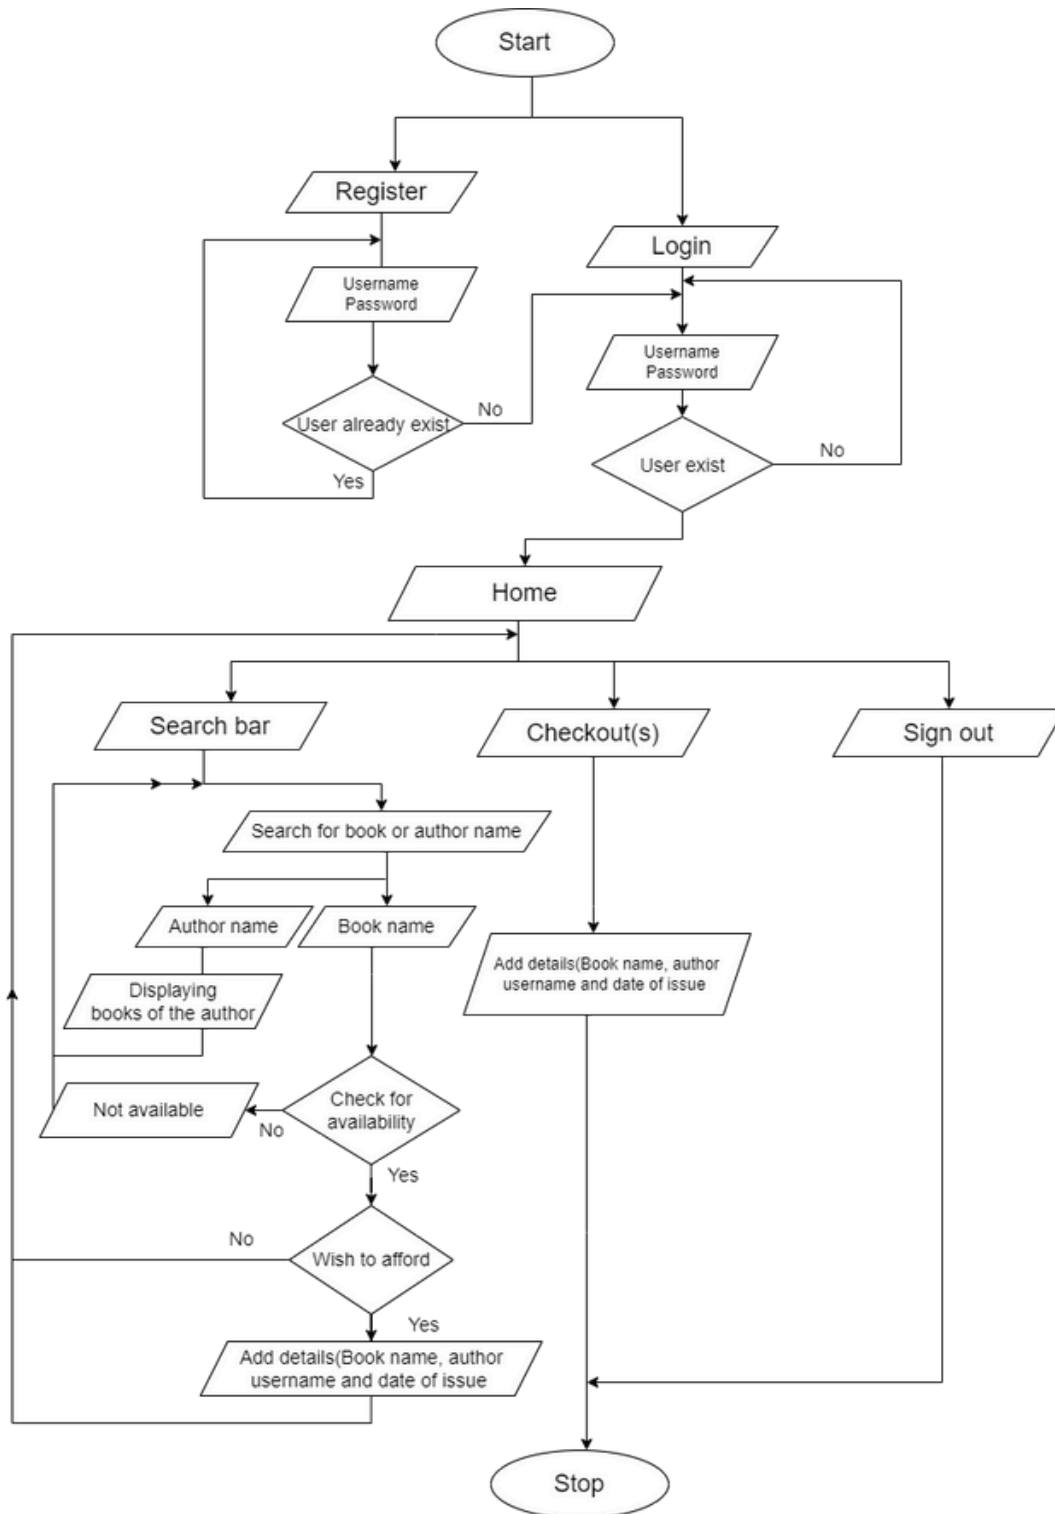 Start
Register
Login
Username
Password
Username
Password
User already exist
No
Yes
User exist
No
Home
Search bar
Checkout(s)
Sign out
Search for book or author name
Author name
Book name
Add details(Book name, author
username and date of issue
Displaying
books of the author
Not available
No
Check for
availability
Yes
No
Wish to afford
Yes
Add details(Book name, author
username and date of issue
Stop